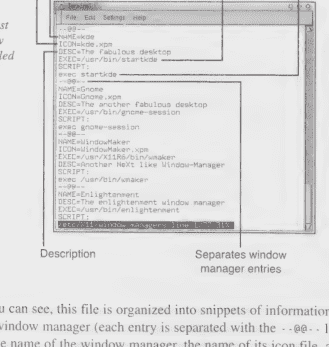 st
w
led
Terminal
File Edit Settings Help
--@@--
NAME=kde
ICON=kde.xpm
DESC=The fabulous desktop
EXEC=/usr/bin/startkde
SCRIPT:
exec startkde
--@@--
NAME=Gnome
ICON=Gnome.xpm
DESC=The another fabulous desktop
EXEC=/usr/bin/gnome-session
SCRIPT:
exec gnome-session
--@@--
NAME=WindowMaker
ICON=WindowMaker.xpm
EXEC=/usr/X11R6/bin/wmaker
DESC=Another NeXt like Window-Manager
SCRIPT:
exec /usr/bin/wmaker
--@@--
NAME=Enlightenment
DESC=The enlightenment window manager
EXEC=/usr/bin/enlightenment
SCRIPT:
Description
Separates window
manager entries
u can see, this file is organized into snippets of information
window manager (each entry is separated with the --@@-- l
e name of the window manager, the name of its icon file,